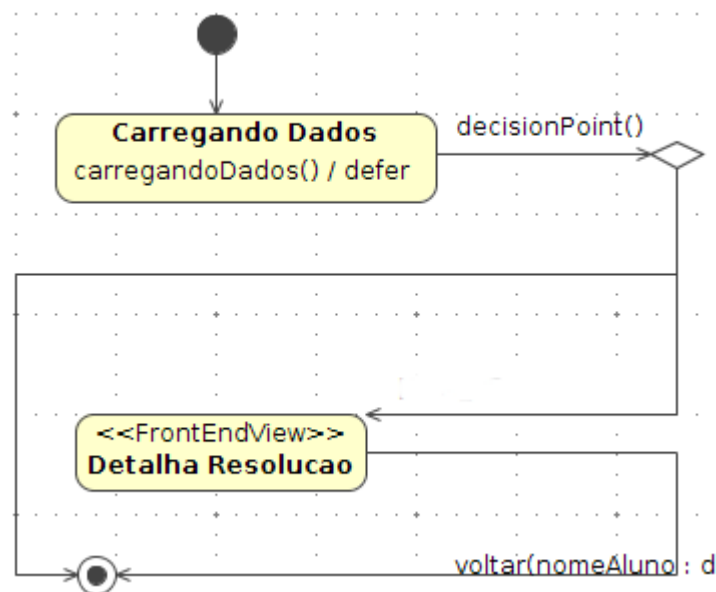 Carregando Dados
carregandoDados() / defer
decisionPoint()
<<FrontEndView>>
Detalha Resolucao
voltar(nomeAluno : d